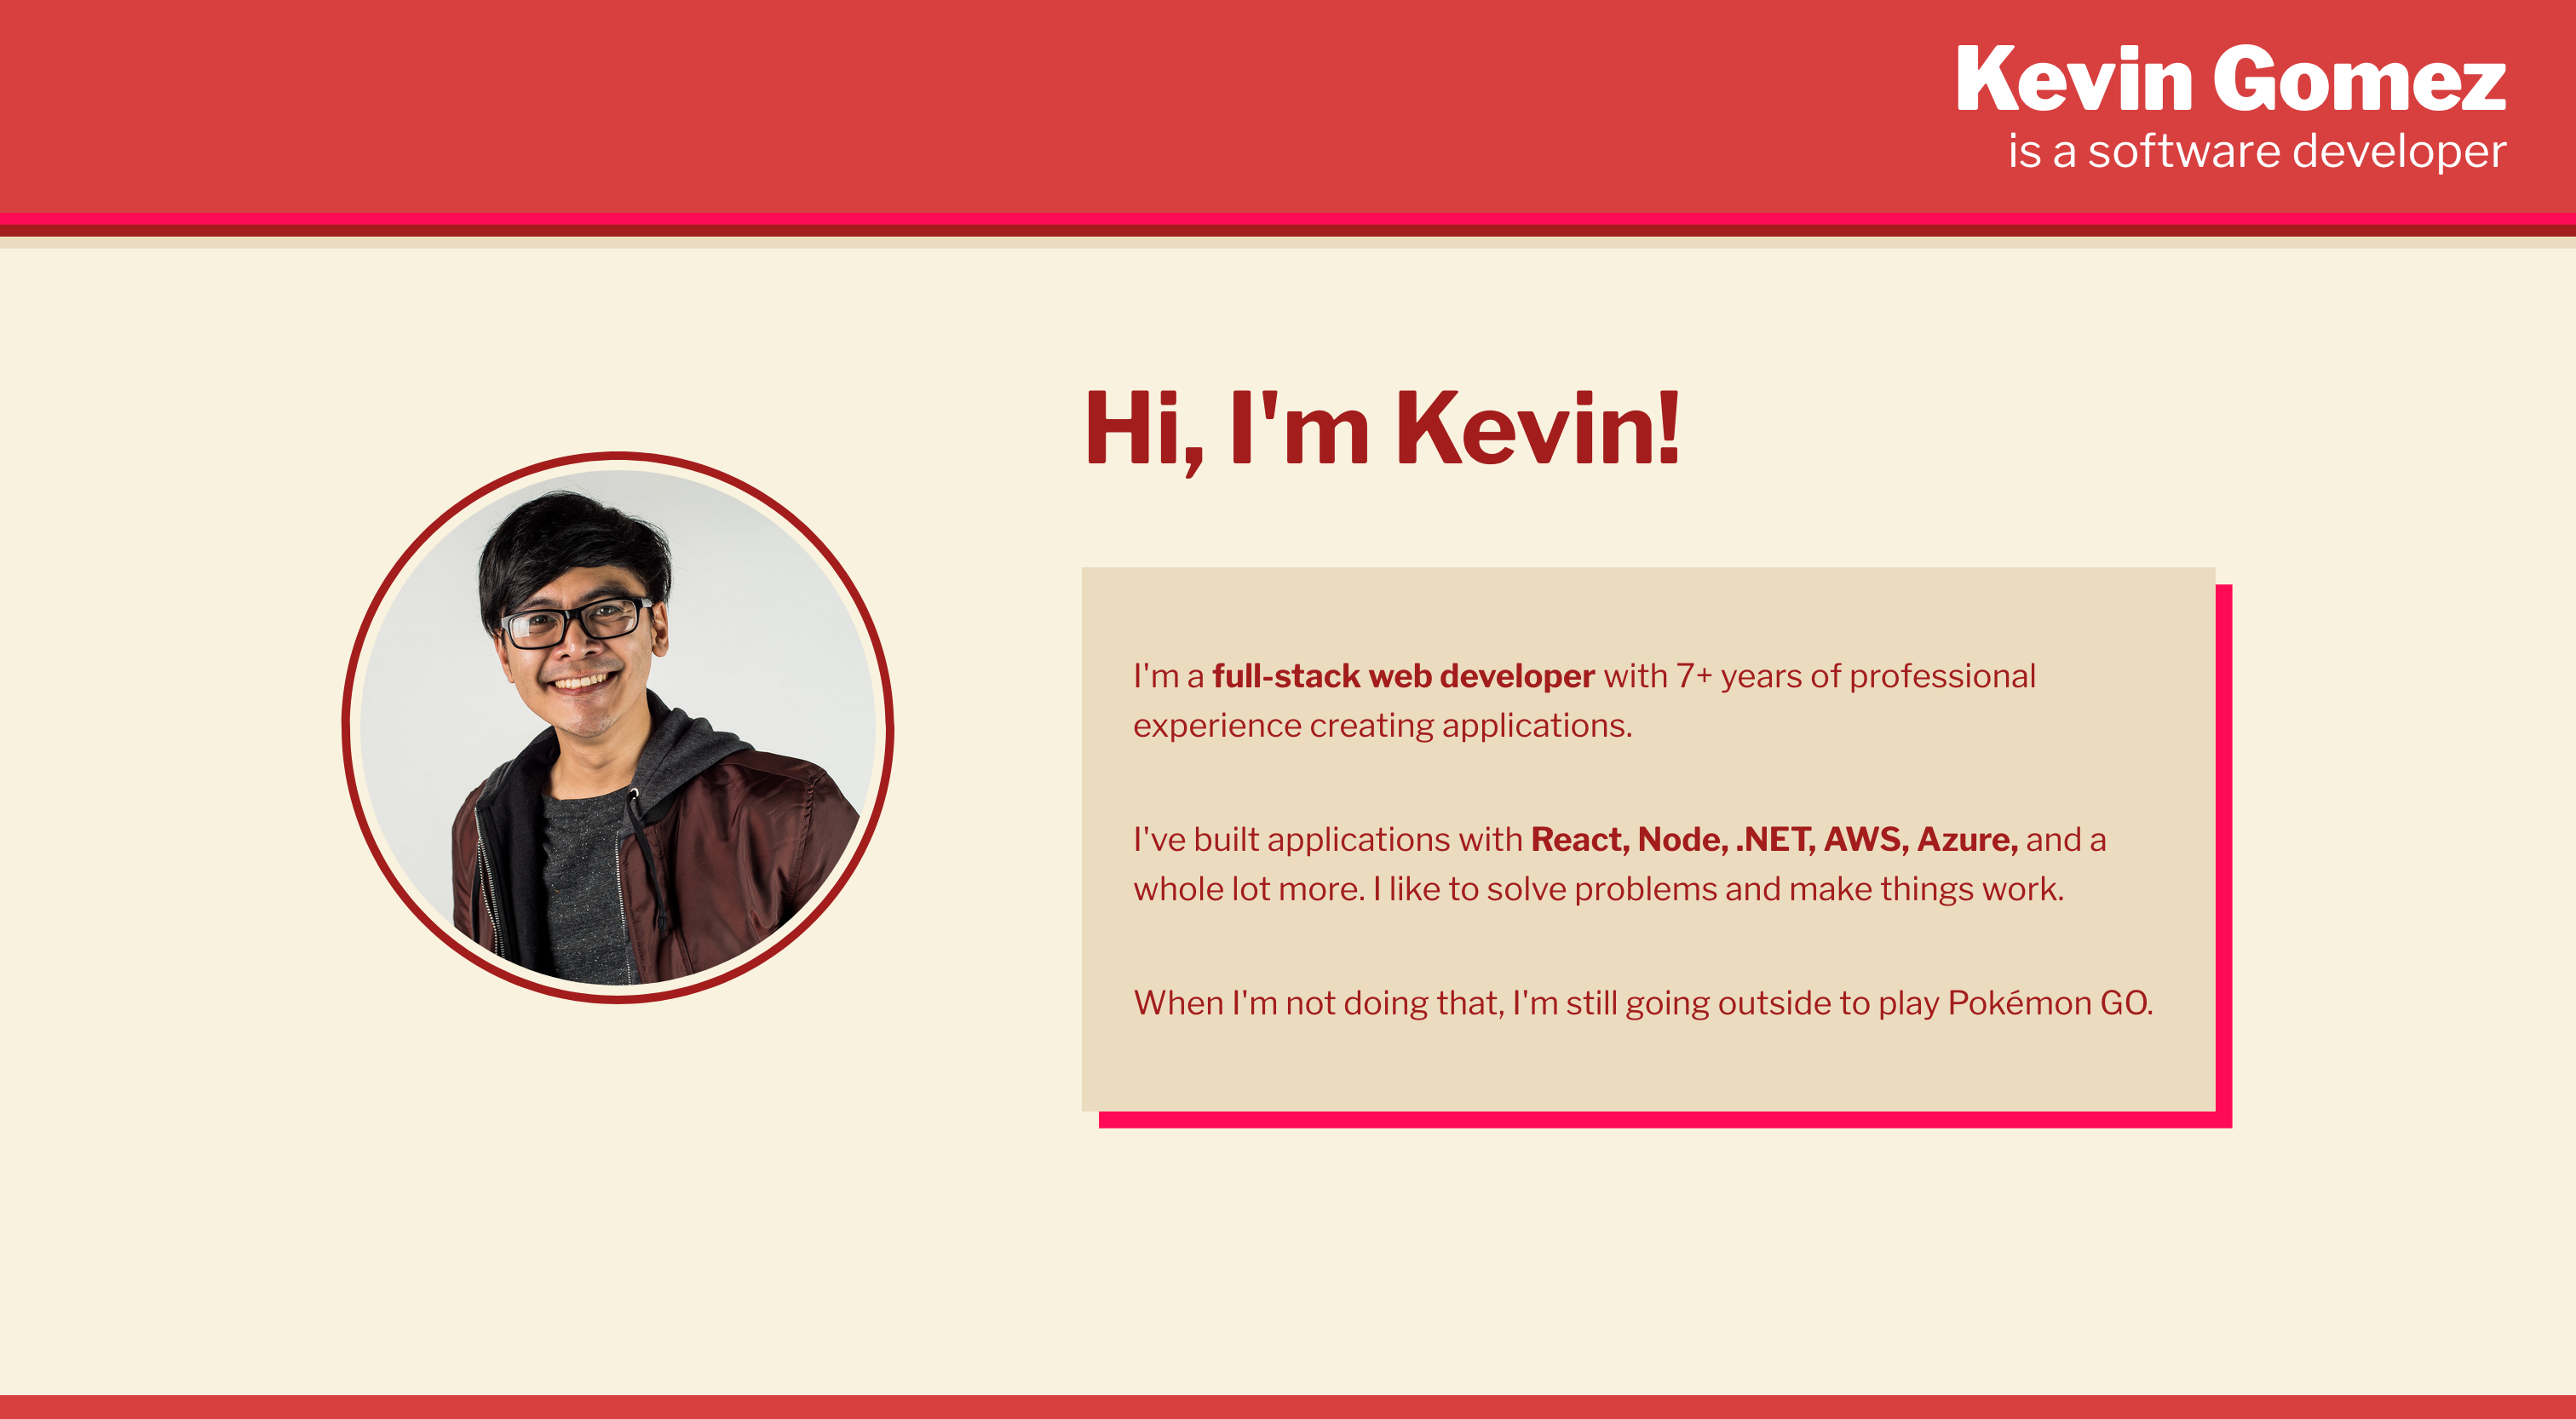 Kevin Gomez
is a software developer
Hi, I'm Kevin!
I'm a full-stack web developer with 7+ years of professional
experience creating applications.
I've built applications with React, Node, .NET, AWS, Azure, and a
whole lot more. I like to solve problems and make things work.
When I'm not doing that, I'm still going outside to play Pokémon GO.